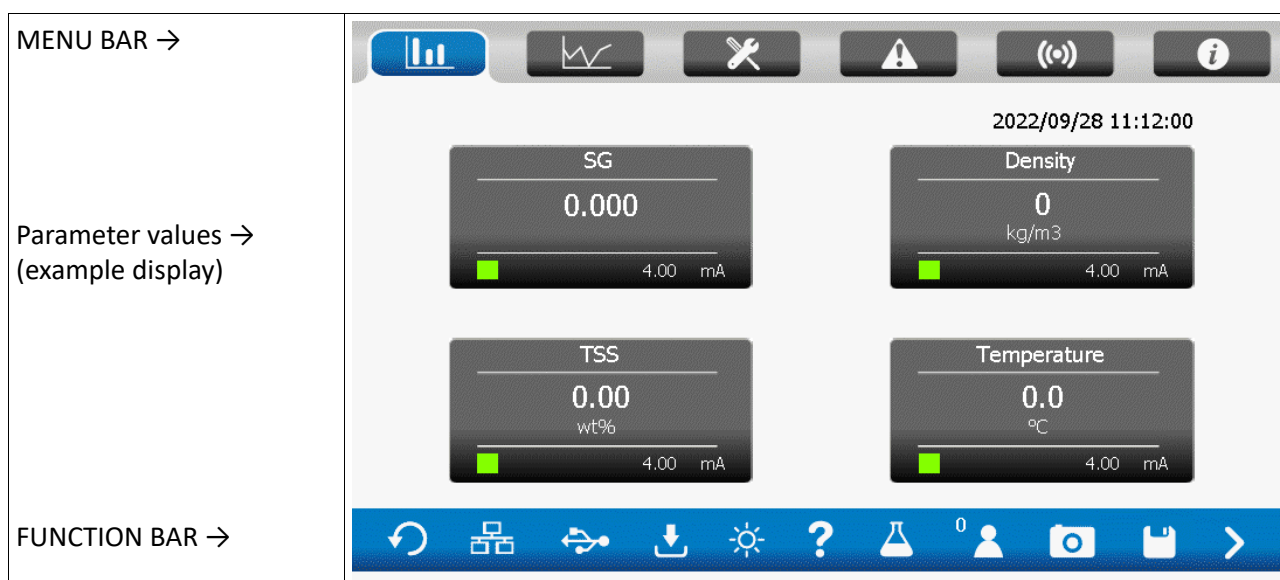 MENU BAR →
2022/09/28 11:12:00
SG
0.000
4.00 mA
Density
0
kg/m3
4.00 mA
Parameter values →
(example display)
TSS
0.00
wt%
4.00 mA
Temperature
0.0
°C
4.00 mA
FUNCTION BAR →
?
0